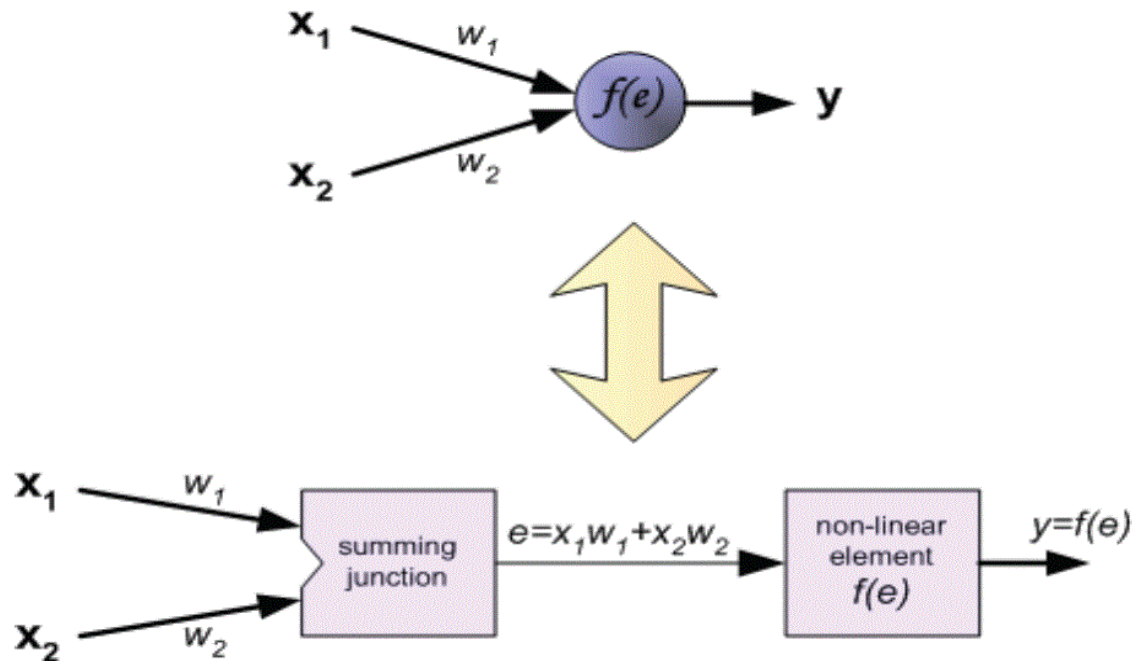 x₁
w₁
f(e)
y
x₂
w₂
x₁
w₁
summing
junction
e=x₁w₁+x₂w₂
non-linear
element
f(e)
y=f(e)
x₂
w₂